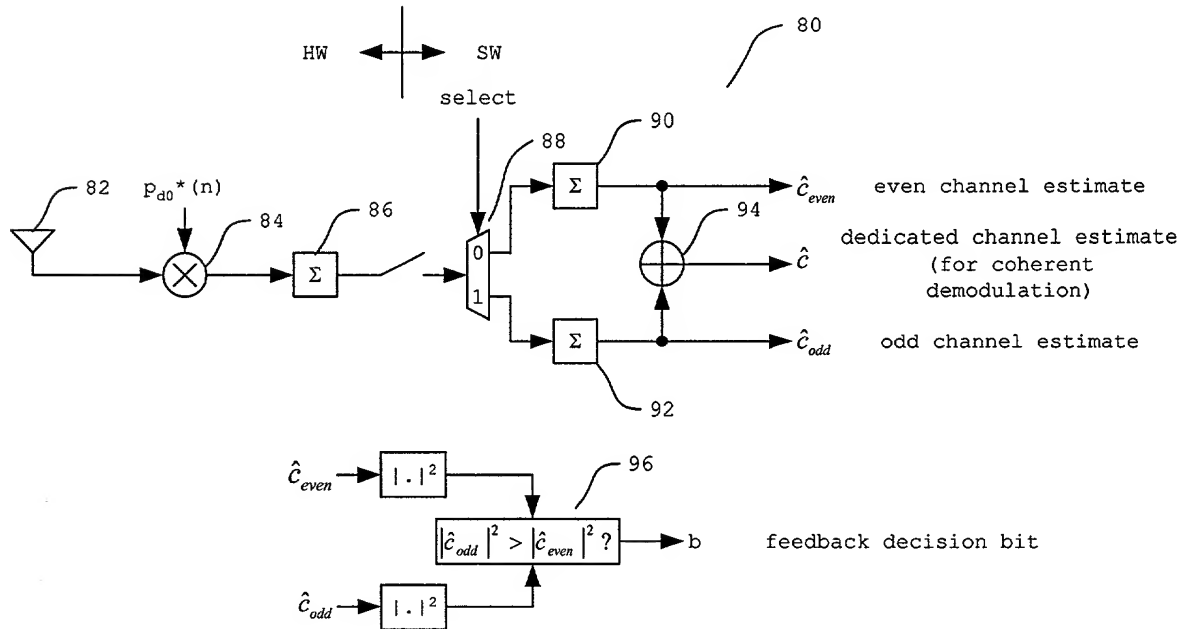 80
HW SW
select
90
88
82
p_d0*(n)
84
86
Σ
ĉ_even even channel estimate
94
0
Σ
1
dedicated channel estimate
ĉ (for coherent
demodulation)
Σ
ĉ_odd odd channel estimate
92
ĉ_even |.|² 96
|ĉ_odd|² > |ĉ_even|² ? b feedback decision bit
ĉ_odd |.|²